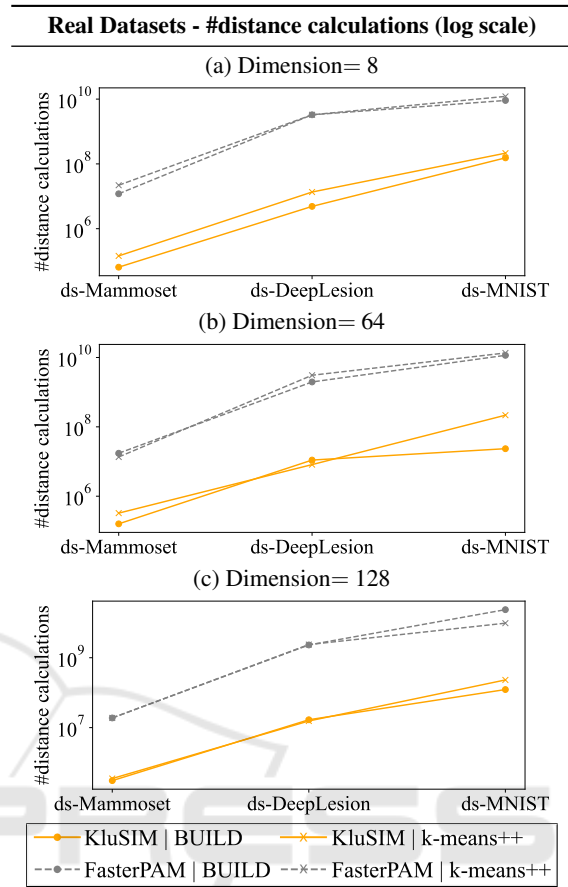 Real Datasets - #distance calculations (log scale)
(a) Dimension= 8
#distance calculations
10^10
10^8
10^6
ds-Mammoset ds-DeepLesion ds-MNIST
(b) Dimension= 64
#distance calculations
10^10
10^8
10^6
ds-Mammoset ds-DeepLesion ds-MNIST
(c) Dimension= 128
#distance calculations
10^9
10^7
ds-Mammoset ds-DeepLesion ds-MNIST
KluSIM | BUILD KluSIM | k-means++
FasterPAM | BUILD FasterPAM | k-means++
PRESS